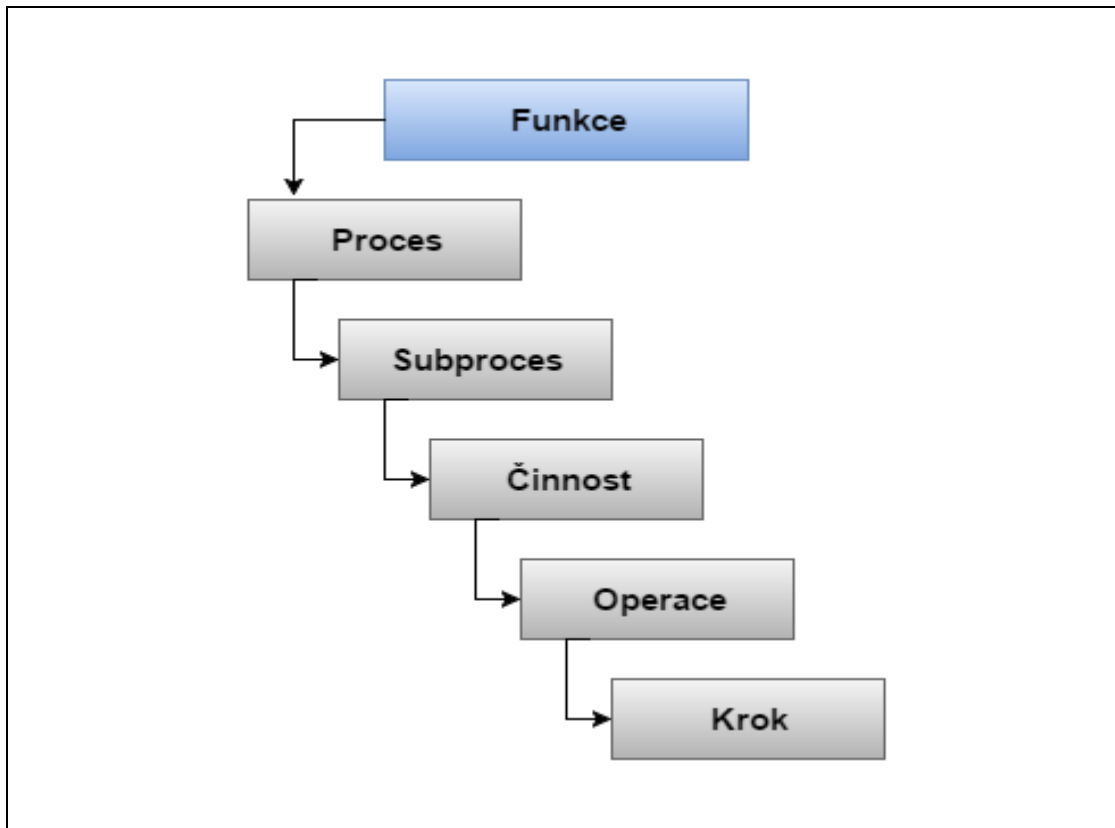 Funkce
Proces
Subproces
Činnost
Operace
Krok